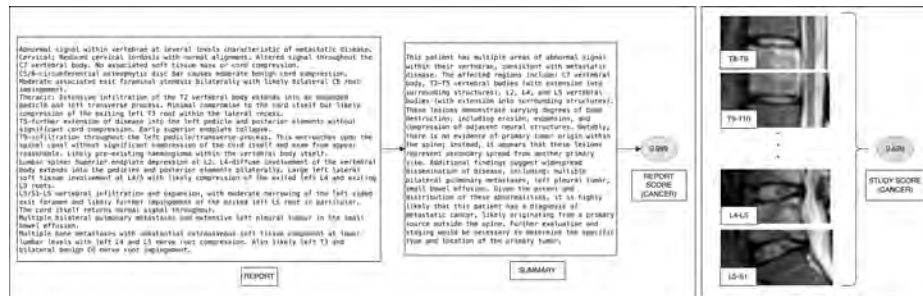 Abnormal signal within vertebrae at several levels characteristic of metastatic disease.
Cervical: Reduced cervical lordosis with normal alignment. Altered signal throughout the
C7 vertebral body. No associated soft tissue mass or cord compression.
C5/6-circumferential osteophytic disc bar causes moderate benign cord compression.
Moderate associated exit foraminal stenosis bilaterally with likely bilateral C6 root
impingement.
Thoracic: Extensive infiltration of the T2 vertebral body extends into an expanded
pedicle and left transverse process. Minimal compromise to the cord itself but likely
compression of the exiting left T3 root within the lateral recess.
T5-further extension of disease into the left pedicle and posterior elements without
significant cord compression. Early superior endplate collapse.
infiltration throughout the left pedicle/transverse process. This encroaches upon the
spinal canal without significant compression of the cord itself and exam foramen appear
reasonable. Likely pre-existing haemangioma within the vertebral body itself.
Lumbar spine: Superior endplate depression at L2. L4-diffuse involvement of the vertebral
body extends into the pedicles and posterior elements bilaterally. Large left lateral
soft tissue involvement at L4/5 with likely compression of the exited left L4 and exiting
L5 roots.
L5/S1-L5 vertebral infiltration and expansion, with moderate narrowing of the left sided
exit foramen and likely further impingement of the exited left L5 root in particular.
The cord itself returns normal signal throughout.
Multiple bilateral pulmonary metastases and extensive left pleural tumour in the small
bowel effusion.
Multiple bone metastases with substantial extraosseous soft tissue component at lower
lumbar levels with left L4 and L5 nerve root compression. Also likely left T3 and
bilateral benign C6 nerve root impingement.
REPORT
This patient has multiple areas of abnormal signal
within their vertebrae, consistent with metastatic
disease. The affected regions include: C7 vertebral
body, T2-T5 vertebral bodies (with extension into
surrounding structures), L2, L4, and L5 vertebral
bodies (with extension into surrounding structures).
These lesions demonstrate varying degrees of bone
destruction, including erosion, expansion, and
compression of adjacent neural structures. Notably,
there is no evidence of primary tumor origin within
the spine; instead, it appears that these lesions
represent secondary spread from another primary
site. Additional findings suggest widespread
dissemination of disease, including: multiple
bilateral pulmonary metastases, left pleural tumor,
small bowel effusion. Given the extent and
distribution of these abnormalities, it is highly
likely that this patient has a diagnosis of
metastatic cancer, likely originating from a primary
source outside the spine. Further evaluation and
staging would be necessary to determine the specific
type and location of the primary tumor.
SUMMARY
REPORT
SCORE
(CANCER)
T8-T9
T9-T10
L4-L5
L5-S1
STUDY SCORE
(CANCER)